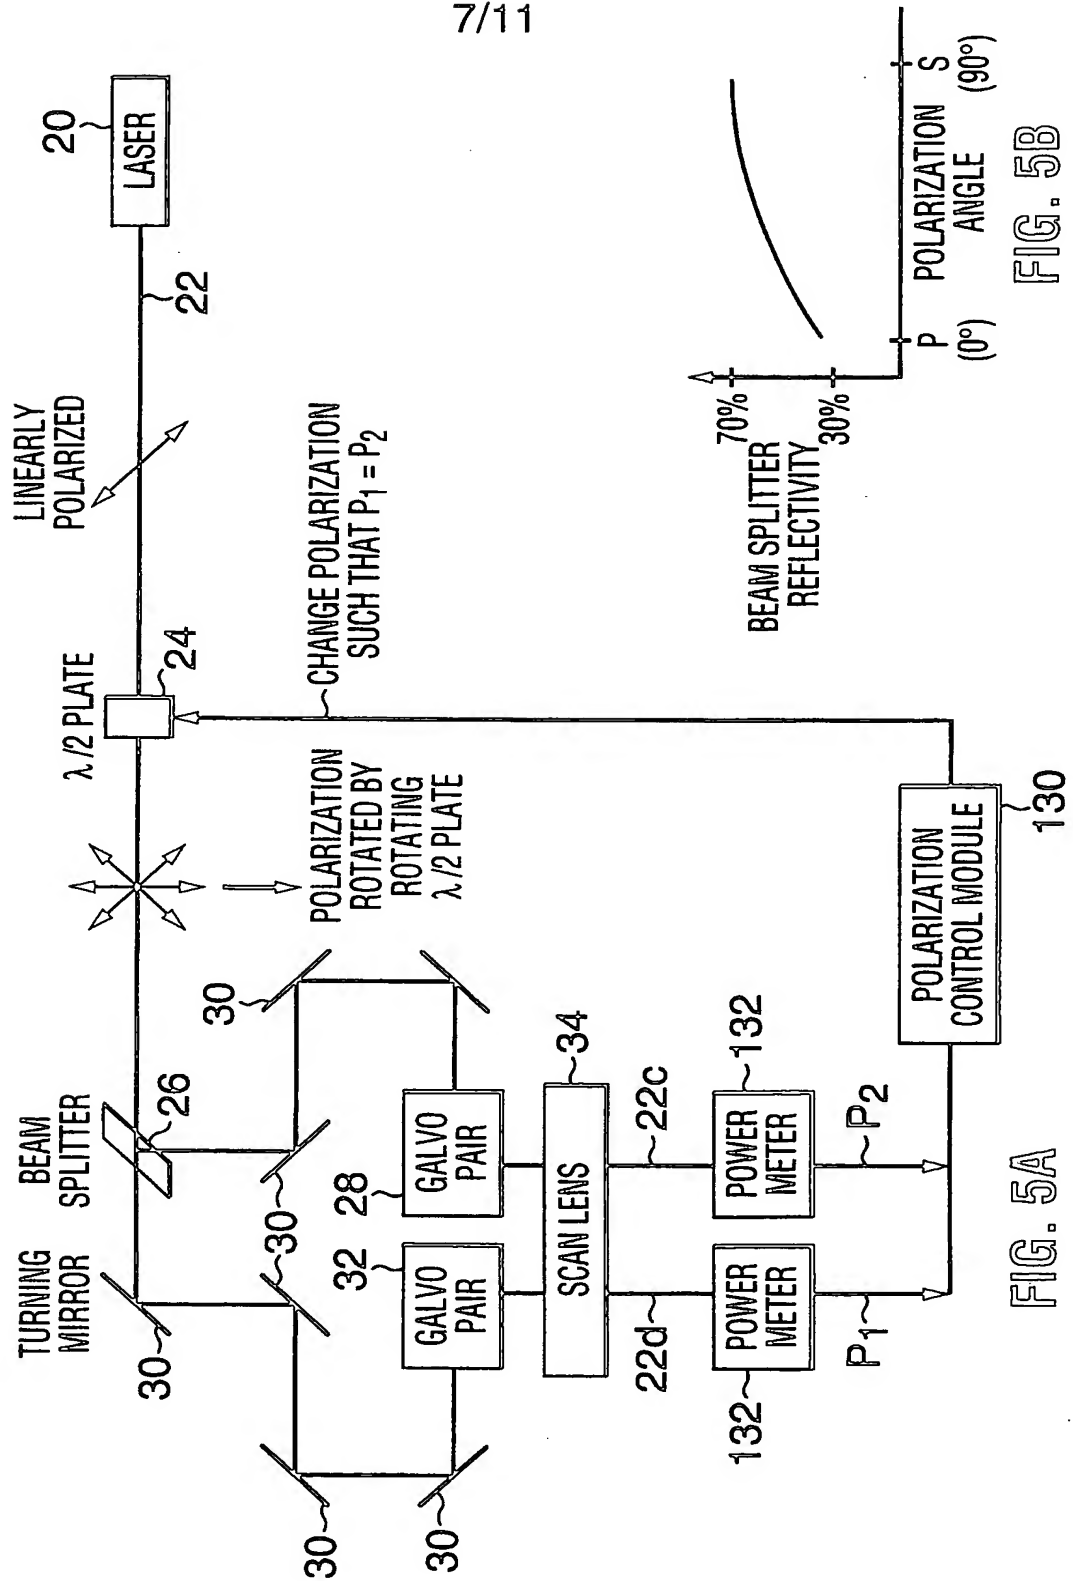 7/11
TURNING
MIRROR
BEAM
SPLITTER
λ/2 PLATE
LINEARLY
POLARIZED
20
LASER
22
24
26
30
30
30
30
30
30
POLARIZATION
ROTATED BY
ROTATING
λ/2 PLATE
CHANGE POLARIZATION
SUCH THAT P1 = P2
32
GALVO
PAIR
28
GALVO
PAIR
34
SCAN LENS
22d
22c
132
POWER
METER
132
POWER
METER
P1
P2
POLARIZATION
CONTROL MODULE
130
FIG. 5A
BEAM SPLITTER
REFLECTIVITY
70%
30%
P
(0°)
POLARIZATION
ANGLE
S
(90°)
FIG. 5B